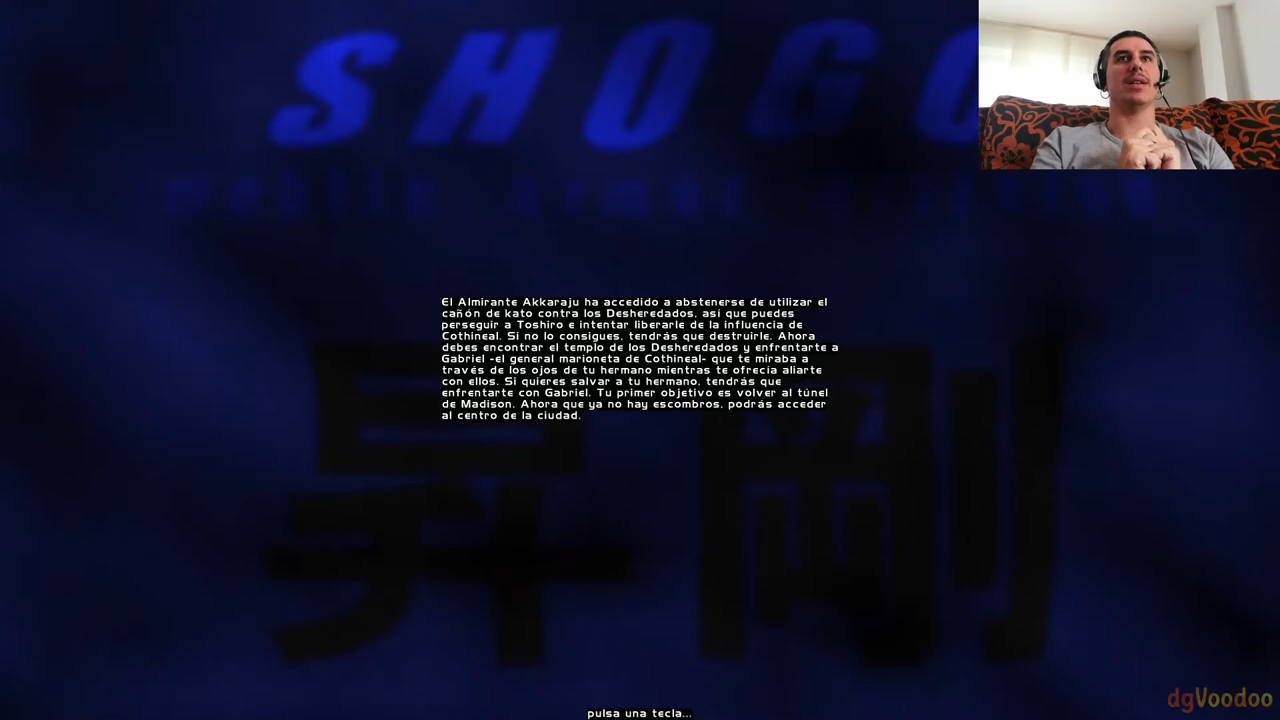 SHOGO
mobile armor division
El Almirante Akkaraju ha accedido a abstenerse de utilizar el
cañón de kato contra los Desheredados, así que puedes
perseguir a Toshiro e intentar liberarle de la influencia de
Cothineal. Si no lo consigues, tendrás que destruirle. Ahora
debes encontrar el templo de los Desheredados y enfrentarte a
Gabriel -el general marioneta de Cothineal- que te miraba a
través de los ojos de tu hermano mientras te ofrecía aliarte
con ellos. Si quieres salvar a tu hermano, tendrás que
enfrentarte con Gabriel. Tu primer objetivo es volver al túnel
de Madison. Ahora que ya no hay escombros, podrás acceder
al centro de la ciudad.
昇剛
pulsa una tecla...
dgVoodoo